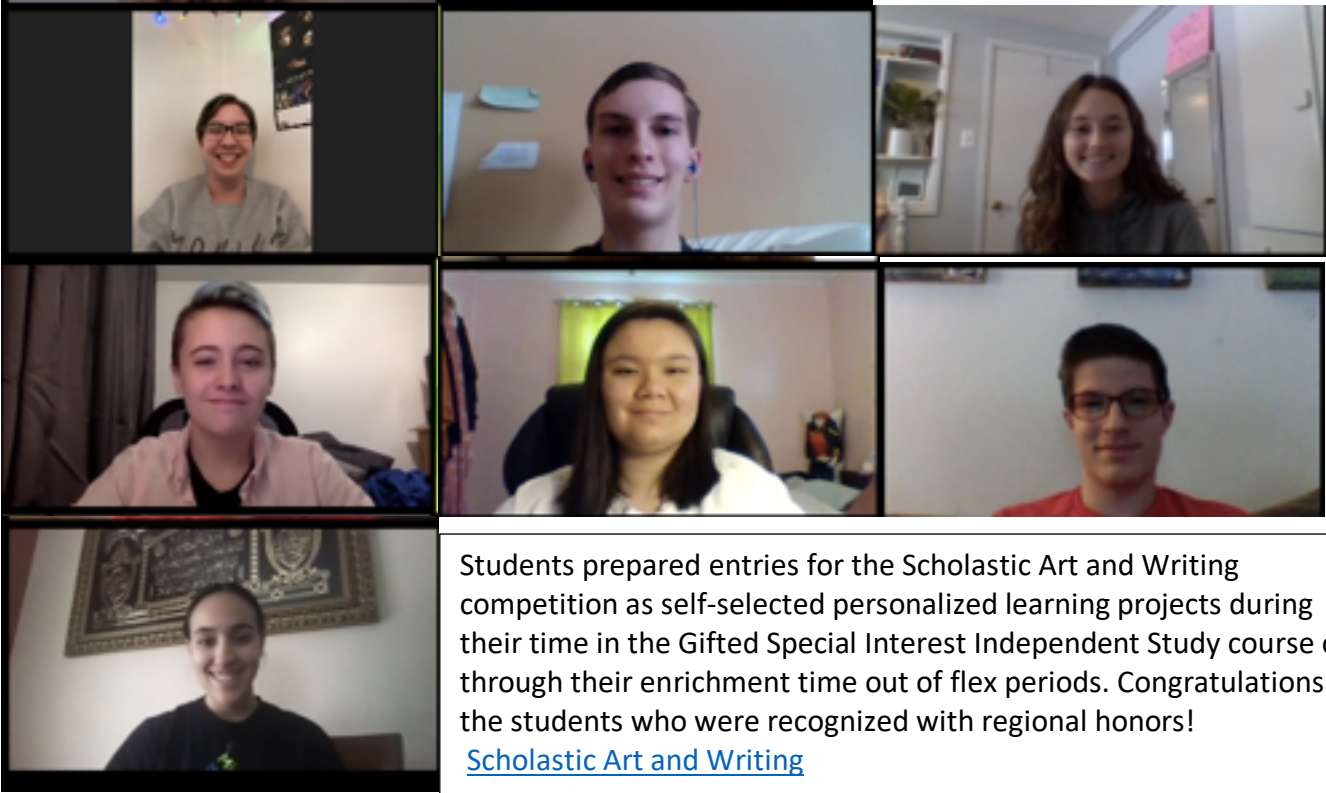 Students prepared entries for the Scholastic Art and Writing
competition as self-selected personalized learning projects during
their time in the Gifted Special Interest Independent Study course
through their enrichment time out of flex periods. Congratulations
the students who were recognized with regional honors!
Scholastic Art and Writing